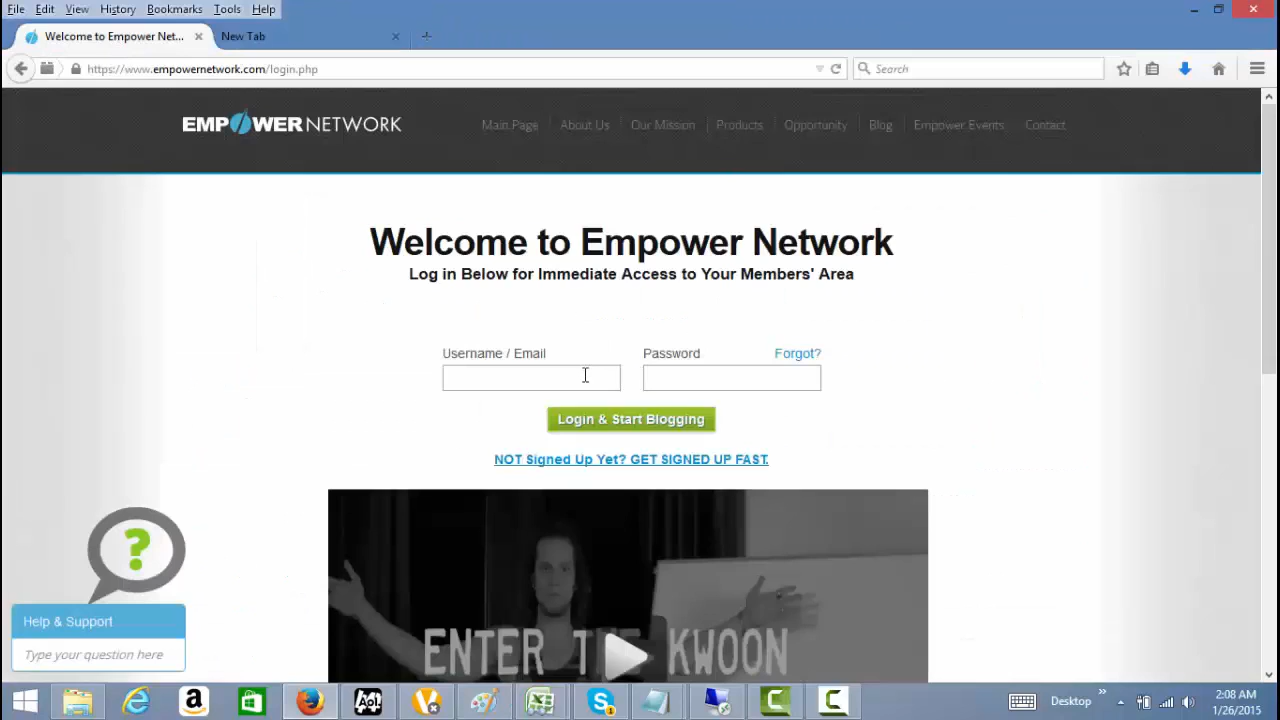 File Edit View History Bookmarks Tools Help
Welcome to Empower Net... New Tab
https://www.empowernetwork.com/login.php Search
EMPOWER NETWORK Main Page About Us Our Mission Products Opportunity Blog Empower Events Contact
Welcome to Empower Network
Log in Below for Immediate Access to Your Members' Area
Username / Email Password Forgot?
Login & Start Blogging
NOT Signed Up Yet? GET SIGNED UP FAST.
?
Help & Support
Type your question here
ENTER KWOON
a Aol Desktop 2:08 AM
1/26/2015